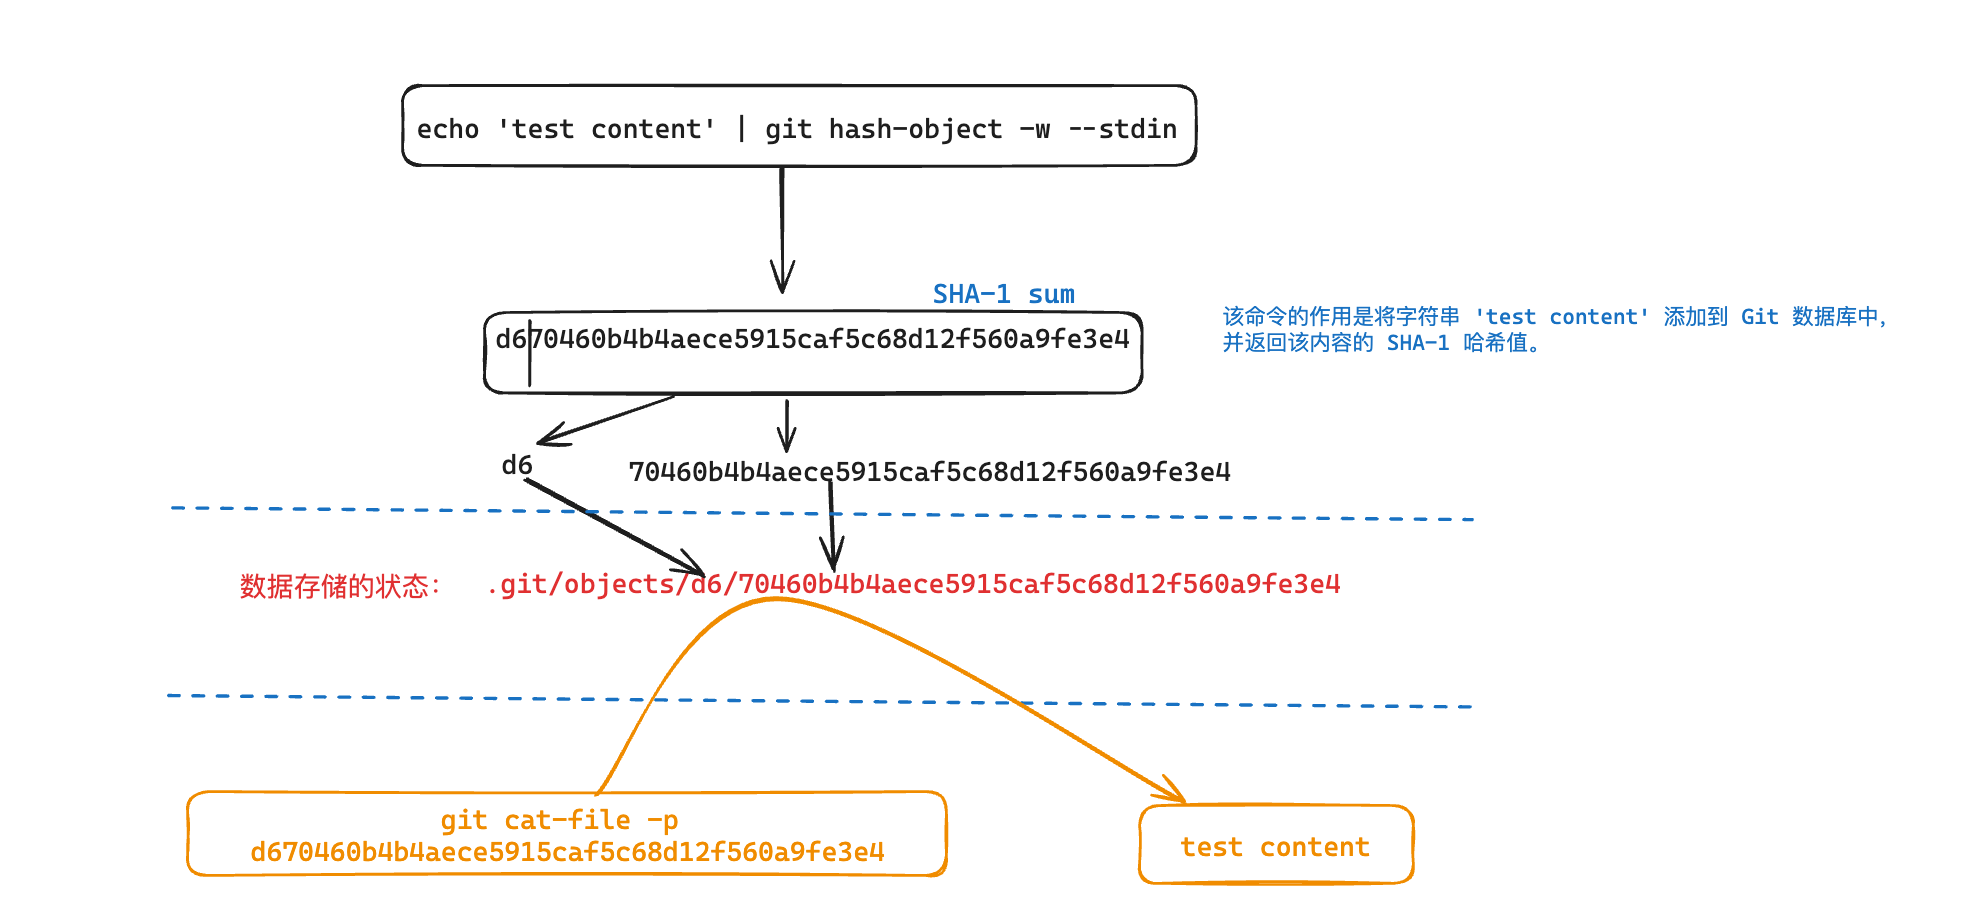 echo 'test content' | git hash-object -w --stdin
SHA-1 sum
d670460b4b4aece5915caf5c68d12f560a9fe3e4
该命令的作用是将字符串 'test content' 添加到 Git 数据库中,
并返回该内容的 SHA-1 哈希值。
d6
70460b4b4aece5915caf5c68d12f560a9fe3e4
数据存储的状态: .git/objects/d6/70460b4b4aece5915caf5c68d12f560a9fe3e4
git cat-file -p
d670460b4b4aece5915caf5c68d12f560a9fe3e4
test content